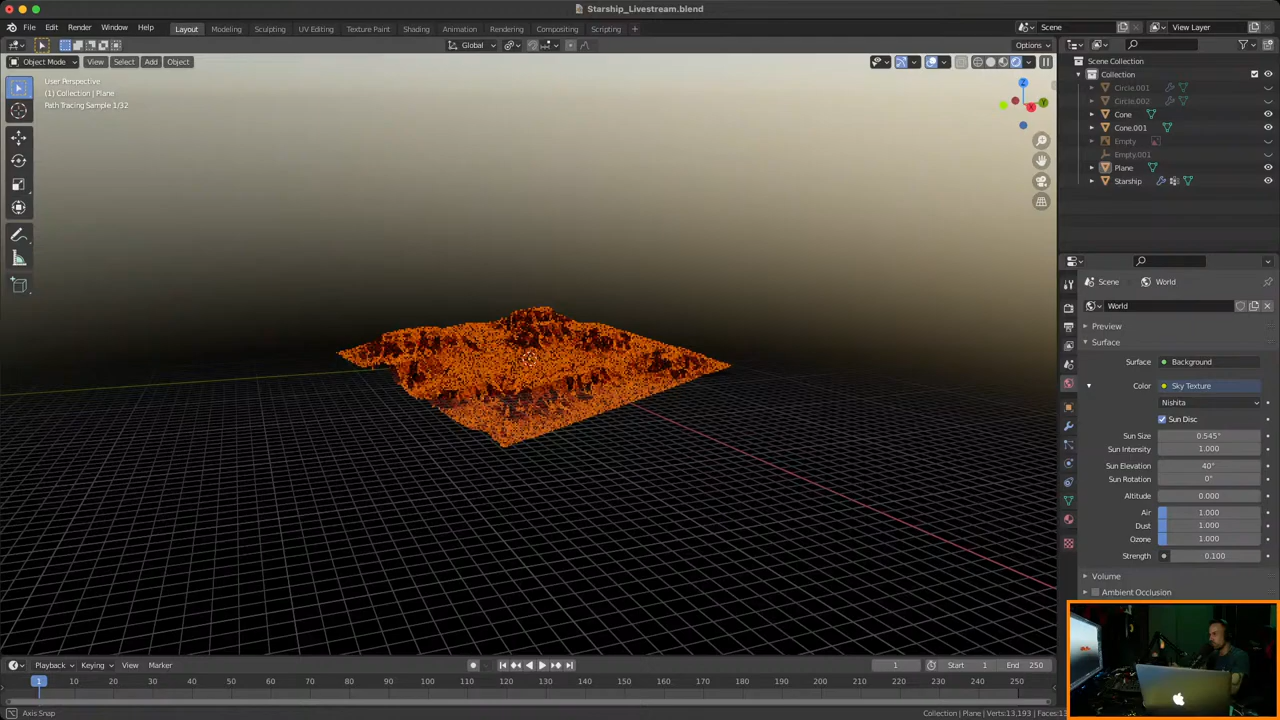 Starship_Livestream.blend
File Edit Render Window Help Layout Modeling Sculpting UV Editing Texture Paint Shading Animation Rendering Compositing Scripting Scene View Layer
Global Options
Object Mode View Select Add Object
User Perspective
(1) Collection | Plane
Path Tracing Sample 1/32
Z
Y
X
Scene Collection
Collection
Circle.001
Circle.002
Cone
Cone.001
Empty
Empty.001
Plane
Starship
Scene World
World
Preview
Surface
Surface Background
Color Sky Texture
Nishita
Sun Disc
Sun Size 0.545°
Sun Intensity 1.000
Sun Elevation 40°
Sun Rotation 0°
Altitude 0.000
Air 1.000
Dust 1.000
Ozone 1.000
Strength 0.100
Volume
Ambient Occlusion
Playback Keying View Marker 1 Start 1 End 250
1 10 20 30 40 50 60 70 80 90 100 110 120 130 140 150 160 170 180 190 200 210 220 230 240 250
Axis Snap Collection | Plane | Verts:13,193 | Faces:13